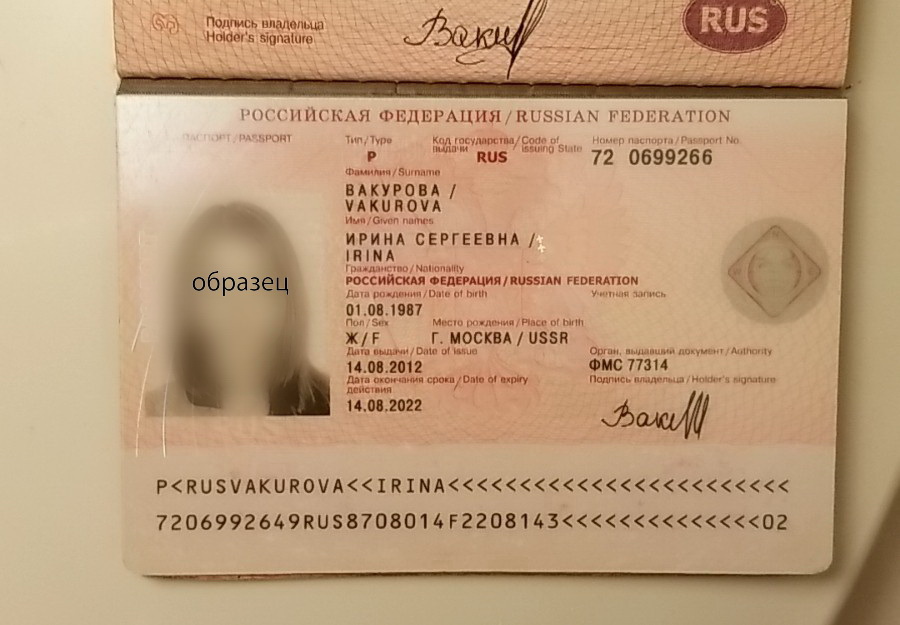 Подпись владельца
Holder's signature
RUS
РОССИЙСКАЯ ФЕДЕРАЦИЯ / RUSSIAN FEDERATION
ПАСПОРТ / PASSPORT
Тип / Type
Код государства / Code of
выдачи issuing State
Номер паспорта / Passport No.
P
RUS
72 0699266
Фамилия / Surname
ВАКУРОВА /
VAKUROVA
Имя / Given names
ИРИНА СЕРГЕЕВНА /
IRINA
Гражданство / Nationality
РОССИЙСКАЯ ФЕДЕРАЦИЯ / RUSSIAN FEDERATION
Дата рождения / Date of birth
Учетная запись
01.08.1987
Пол / Sex
Место рождения / Place of birth
Ж / F
Г. МОСКВА / USSR
Дата выдачи / Date of issue
Орган, выдавший документ / Authority
14.08.2012
ФМС 77314
Дата окончания срока / Date of expiry
действия
Подпись владельца / Holder's signature
14.08.2022
образец
P<RUSVAKUROVA<<IRINA<<<<<<<<<<<<<<<<<<<<<<<<
7206992649RUS8708014F2208143<<<<<<<<<<<<<<02